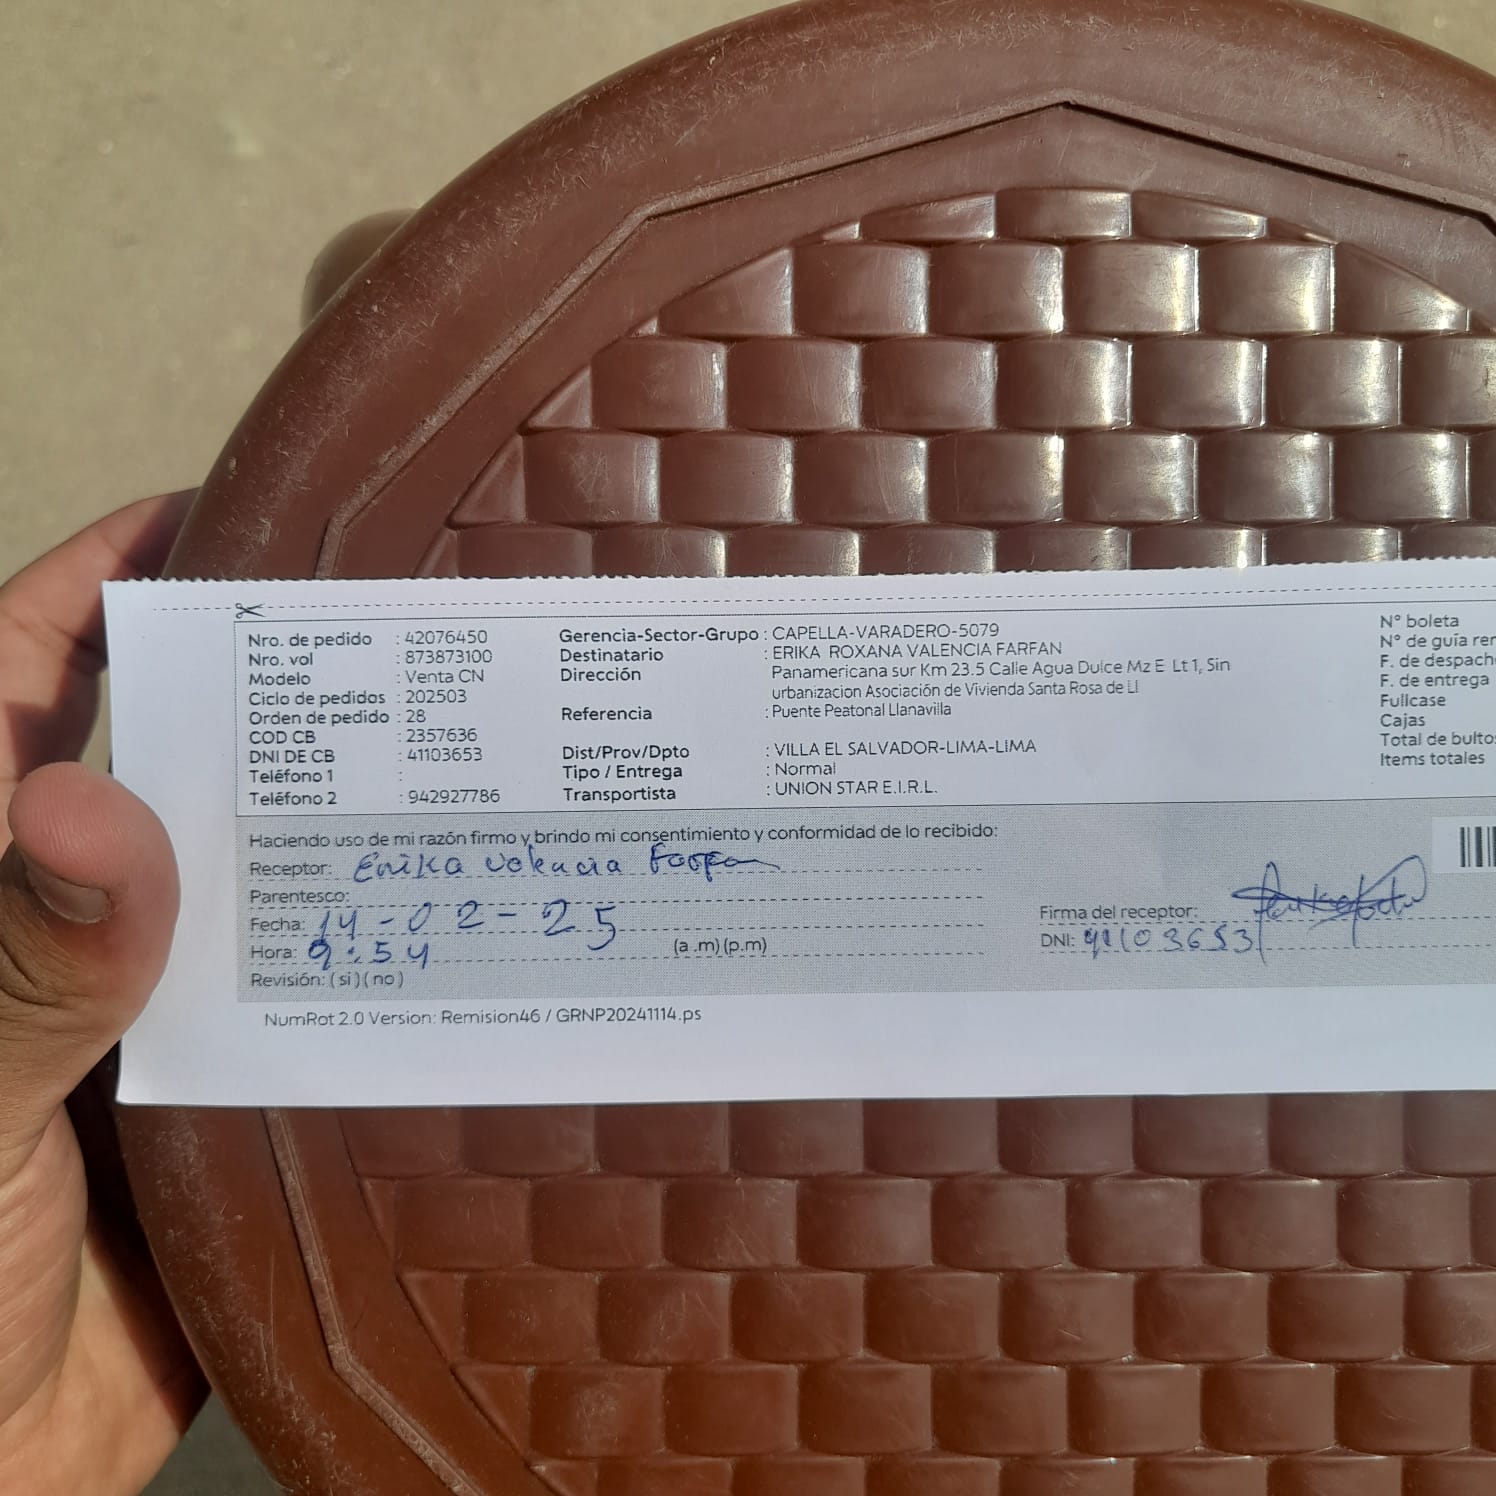 Nro. de pedido : 42076450 Gerencia-Sector-Grupo : CAPELLA-VARADERO-5079 N° boleta
Nro. vol : 873873100 Destinatario : ERIKA ROXANA VALENCIA FARFAN N° de guía rem
Modelo : Venta CN Dirección Panamericana sur Km 23.5 Calle Agua Dulce Mz E Lt 1, Sin F. de despach
Ciclo de pedidos : 202503 urbanizacion Asociación de Vivienda Santa Rosa de Ll F. de entrega
Orden de pedido : 28 Referencia : Puente Peatonal Llanavilla Fullcase
COD CB : 2357636 Cajas
DNI DE CB : 41103653 Dist/Prov/Dpto : VILLA EL SALVADOR-LIMA-LIMA Total de bultos
Teléfono 1 : Tipo / Entrega : Normal Items totales
Teléfono 2 : 942927786 Transportista : UNION STAR E.I.R.L.
Haciendo uso de mi razón firmo y brindo mi consentimiento y conformidad de lo recibido:
Receptor: Erika Valencia Farfan
Parentesco:
Fecha: 14-02-25 Firma del receptor:
Hora: 9:54 (a.m) (p.m) DNI: 41103653
Revisión: ( si ) ( no )
NumRot 2.0 Version: Remision46 / GRNP20241114.ps